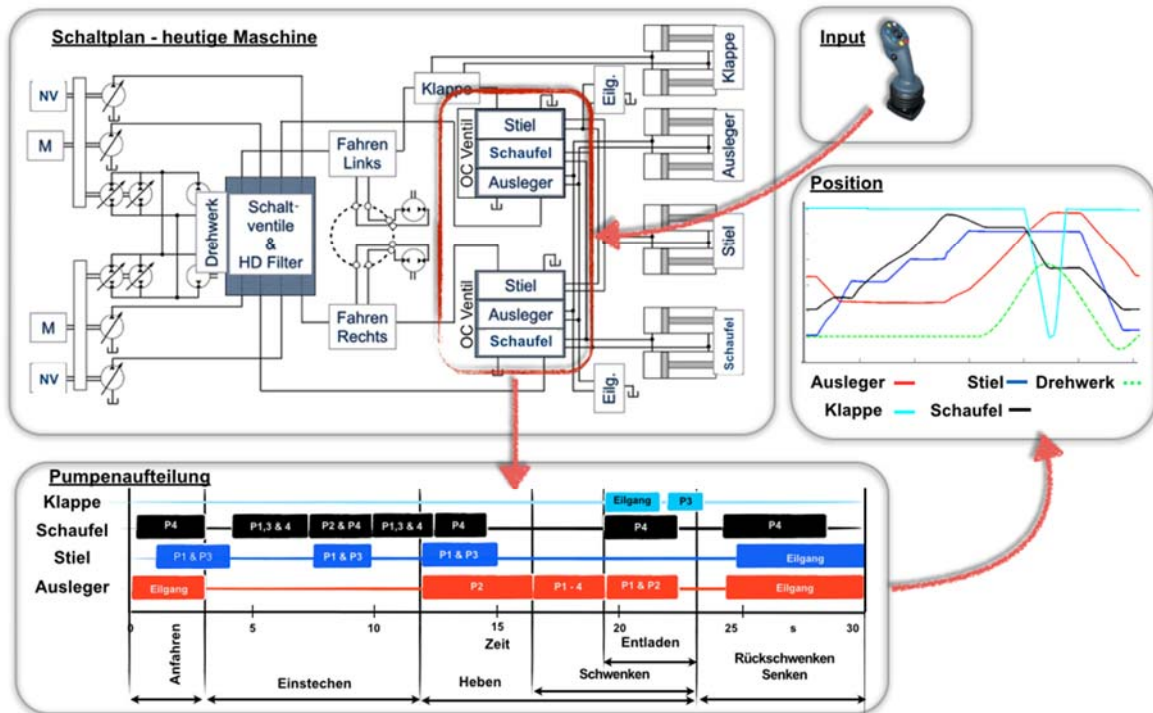 Schaltplan - heutige Maschine
NV
M
M
NV
Drehwerk
Schalt-
ventile
&
HD Filter
Fahren
Links
Fahren
Rechts
Klappe
OC Ventil
Stiel
Schaufel
Ausleger
OC Ventil
Stiel
Ausleger
Schaufel
Eilg.
Eilg.
Klappe
Ausleger
Stiel
Schaufel
Input
Position
Ausleger Stiel Drehwerk
Klappe Schaufel
Pumpenaufteilung
Klappe Eilgang P3
Schaufel P4 P1,3 & 4 P2 & P4 P1,3 & 4 P4 P4 P4
Stiel P1 & P3 P1 & P3 P1 & P3 Eilgang
Ausleger Eilgang P2 P1 - 4 P1 & P2 Eilgang
0 5 10 15 20 25 s 30
Zeit
Anfahren
Einstechen
Heben
Schwenken
Entladen
Rückschwenken
Senken